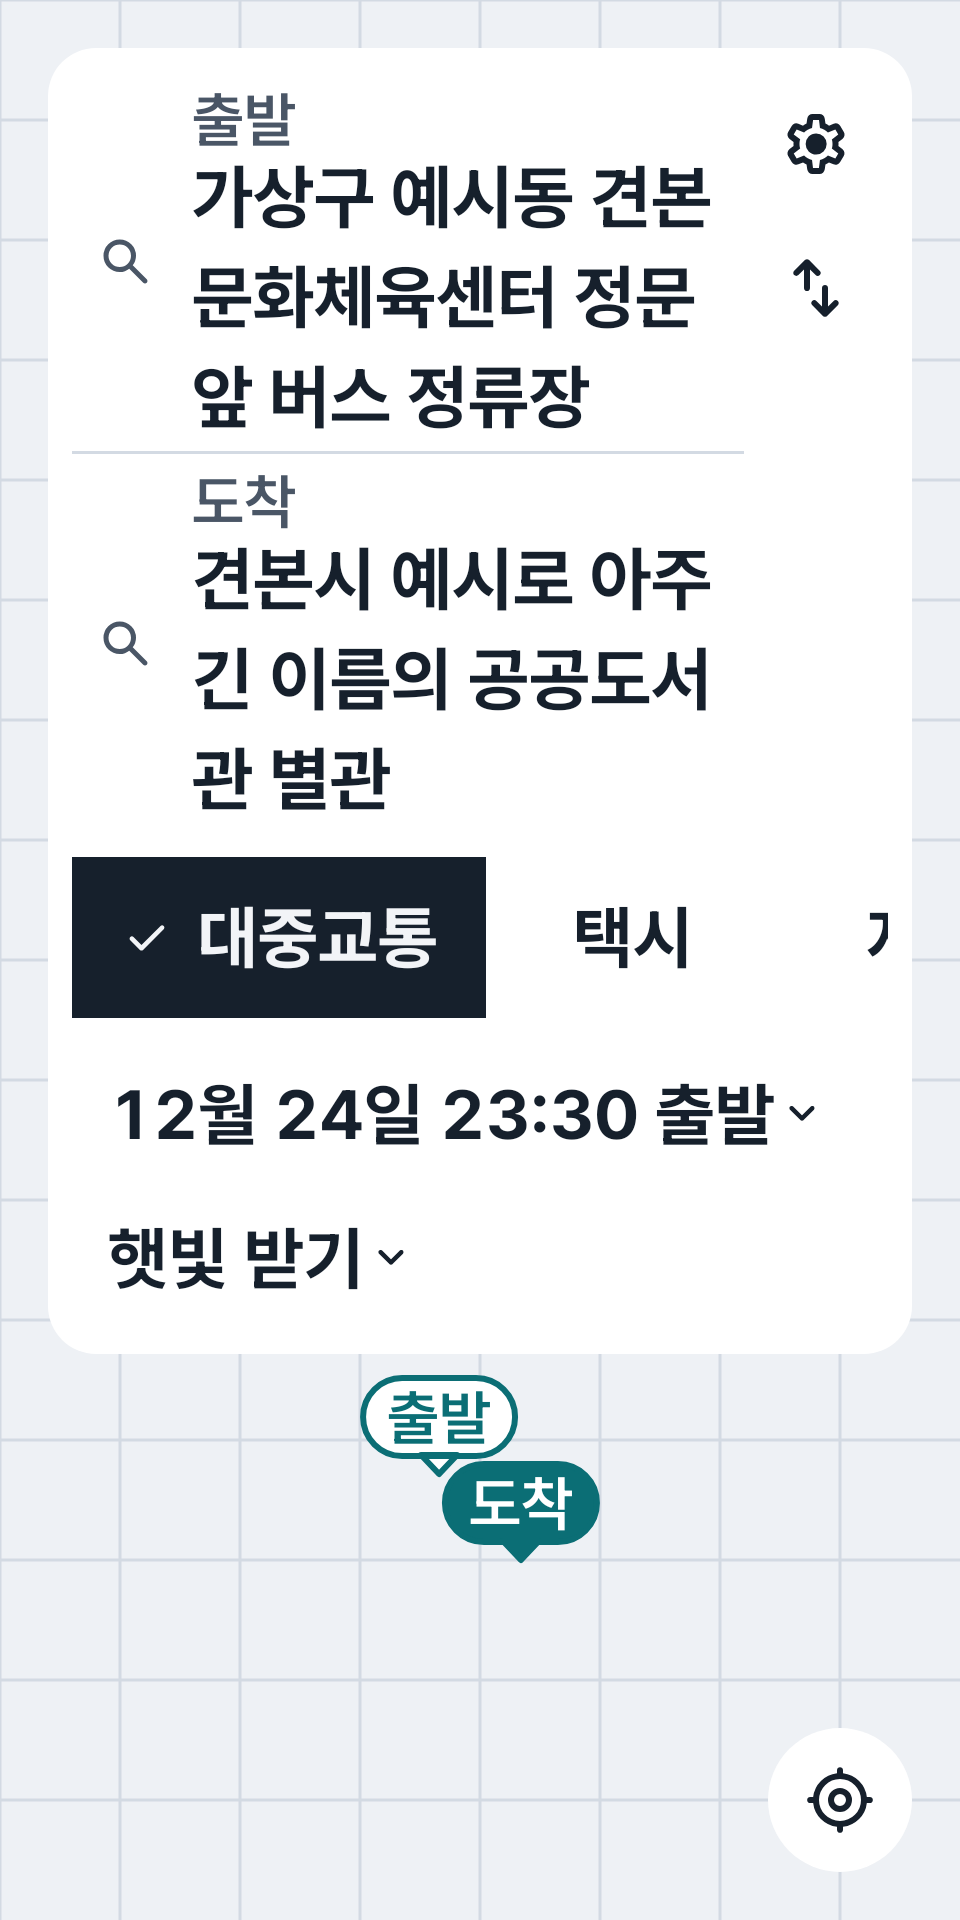 출발
가상구 예시동 견본
문화체육센터 정문
앞 버스 정류장
도착
견본시 예시로 아주
긴 이름의 공공도서
관 별관
대중교통 택시
12월 24일 23:30 출발
햇빛 받기
출발
도착